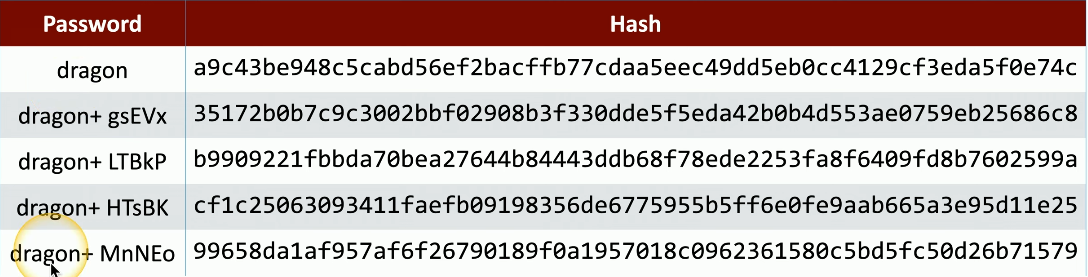 Password Hash
dragon a9c43be948c5cabd56ef2bacffb77cdaa5eec49dd5eb0cc4129cf3eda5f0e74c
dragon+ gsEVx 35172b0b7c9c3002bbf02908b3f330dde5f5eda42b0b4d553ae0759eb25686c8
dragon+ LTBkP b9909221fbbda70bea27644b84443ddb68f78ede2253fa8f6409fd8b7602599a
dragon+ HTsBK cf1c25063093411faefb09198356de6775955b5ff6e0fe9aab665a3e95d11e25
dragon+ MnNEo 99658da1af957af6f26790189f0a1957018c0962361580c5bd5fc50d26b71579